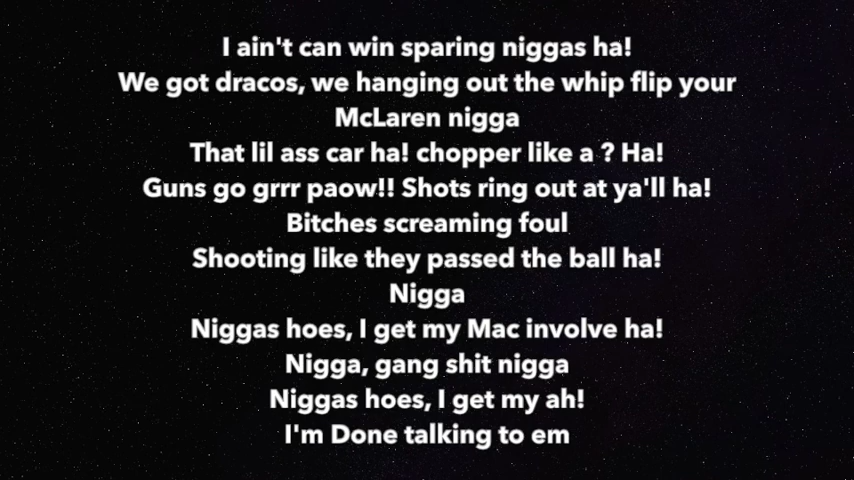 I ain't can win sparing niggas ha!
We got dracos, we hanging out the whip flip your
McLaren nigga
That lil ass car ha! chopper like a ? Ha!
Guns go grrr paow!! Shots ring out at ya'll ha!
Bitches screaming foul
Shooting like they passed the ball ha!
Nigga
Niggas hoes, I get my Mac involve ha!
Nigga, gang shit nigga
Niggas hoes, I get my ah!
I'm Done talking to em